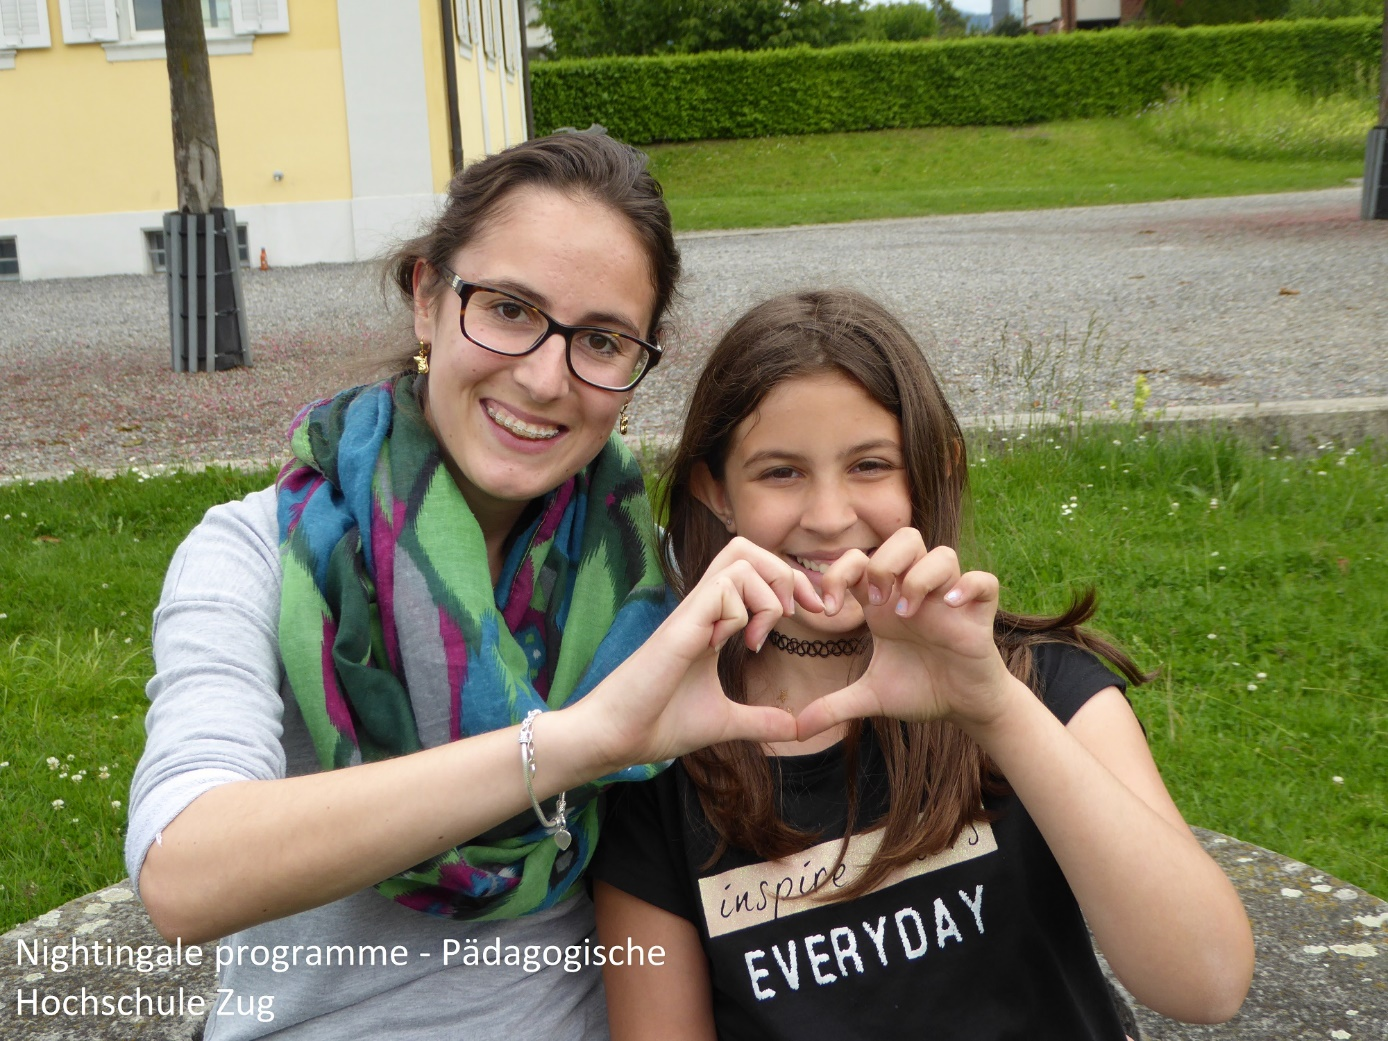 inspire
EVERYDAY
Nightingale programme - Pädagogische
Hochschule Zug